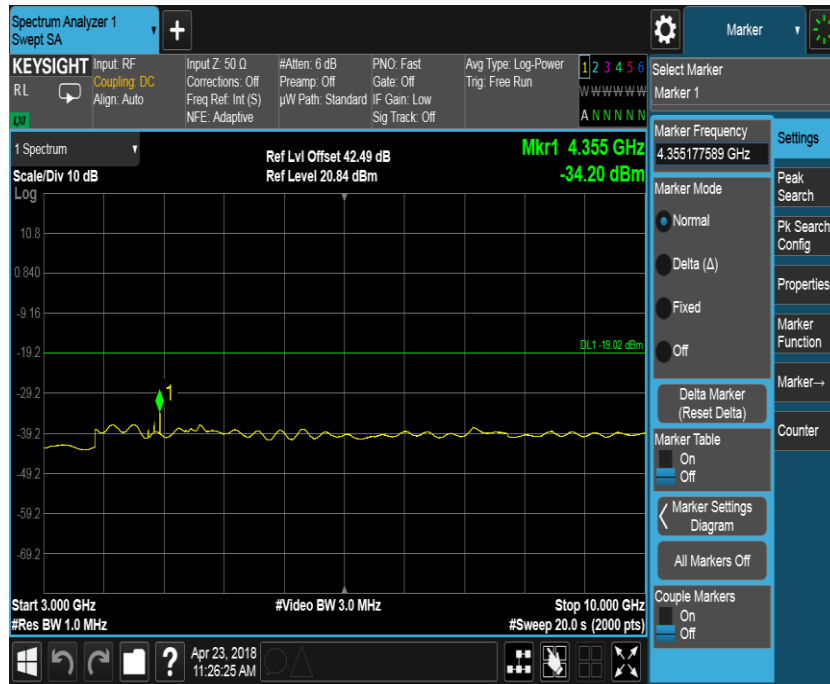 Spectrum Analyzer 1
Swept SA
+
Marker
KEYSIGHT
RL
LXI
Input: RF
Coupling: DC
Align: Auto
Input Z: 50 Ω
Corrections: Off
Freq Ref: Int (S)
NFE: Adaptive
#Atten: 6 dB
Preamp: Off
µW Path: Standard
PNO: Fast
Gate: Off
IF Gain: Low
Sig Track: Off
Avg Type: Log-Power
Trig: Free Run
1 2 3 4 5 6
W W W W W W
A N N N N N
Select Marker
Marker 1
1 Spectrum
Scale/Div 10 dB
Log
Ref Lvl Offset 42.49 dB
Ref Level 20.84 dBm
Mkr1 4.355 GHz
-34.20 dBm
10.8
0.840
-9.16
-19.2
-29.2
-39.2
-49.2
-59.2
-69.2
DL1 -19.02 dBm
1
Start 3.000 GHz
#Res BW 1.0 MHz
#Video BW 3.0 MHz
Stop 10.000 GHz
#Sweep 20.0 s (2000 pts)
Marker Frequency
4.355177589 GHz
Marker Mode
Normal
Delta (Δ)
Fixed
Off
Delta Marker
(Reset Delta)
Marker Table
On
Off
Marker Settings
Diagram
All Markers Off
Couple Markers
On
Off
Settings
Peak
Search
Pk Search
Config
Properties
Marker
Function
Marker→
Counter
?
Apr 23, 2018
11:26:25 AM